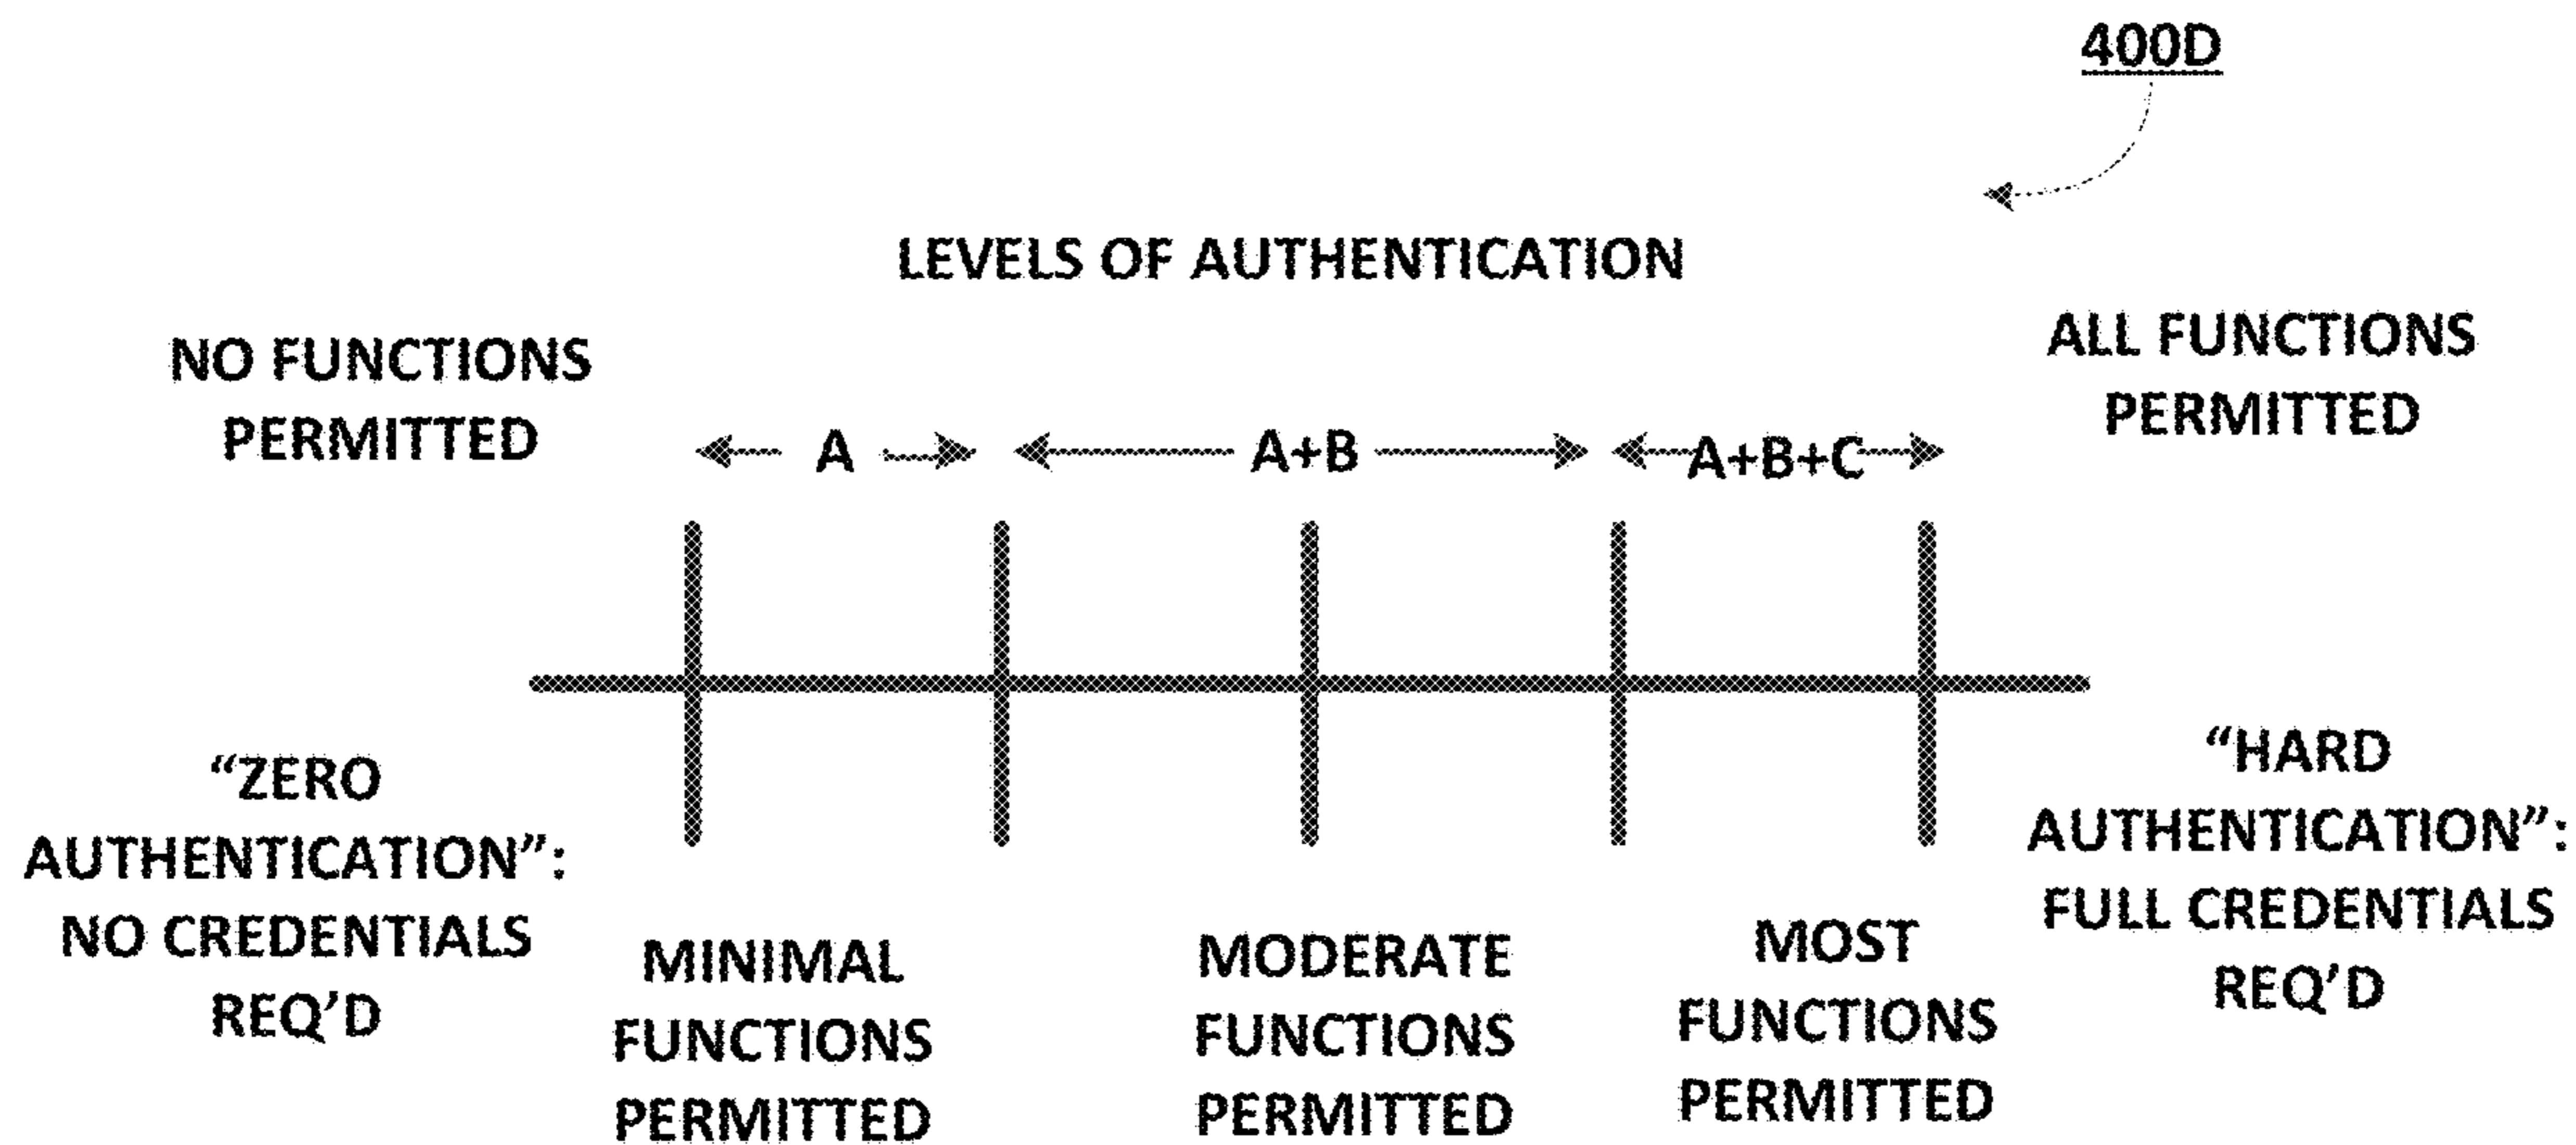 400D
LEVELS OF AUTHENTICATION
NO FUNCTIONS
PERMITTED
ALL FUNCTIONS
PERMITTED
A
A+B
A+B+C
“ZERO
AUTHENTICATION”:
NO CREDENTIALS
REQ’D
MINIMAL
FUNCTIONS
PERMITTED
MODERATE
FUNCTIONS
PERMITTED
MOST
FUNCTIONS
PERMITTED
“HARD
AUTHENTICATION”:
FULL CREDENTIALS
REQ’D